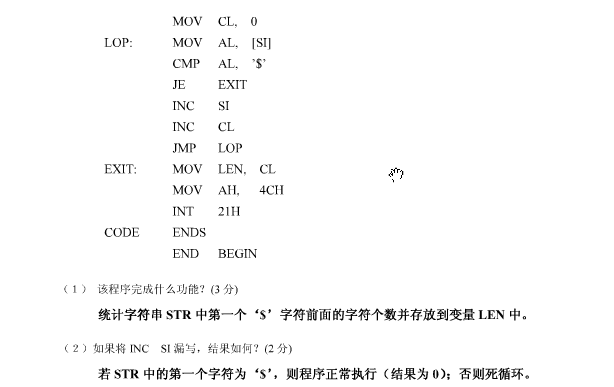 MOV CL, 0
LOP: MOV AL, [SI]
CMP AL, ’$’
JE EXIT
INC SI
INC CL
JMP LOP
EXIT: MOV LEN, CL
MOV AH, 4CH
INT 21H
CODE ENDS
END BEGIN
（1） 该程序完成什么功能？(3 分)
统计字符串 STR 中第一个‘$’字符前面的字符个数并存放到变量 LEN 中。
（2）如果将 INC SI 漏写，结果如何？(2 分)
若 STR 中的第一个字符为‘$’，则程序正常执行（结果为 0）；否则死循环。